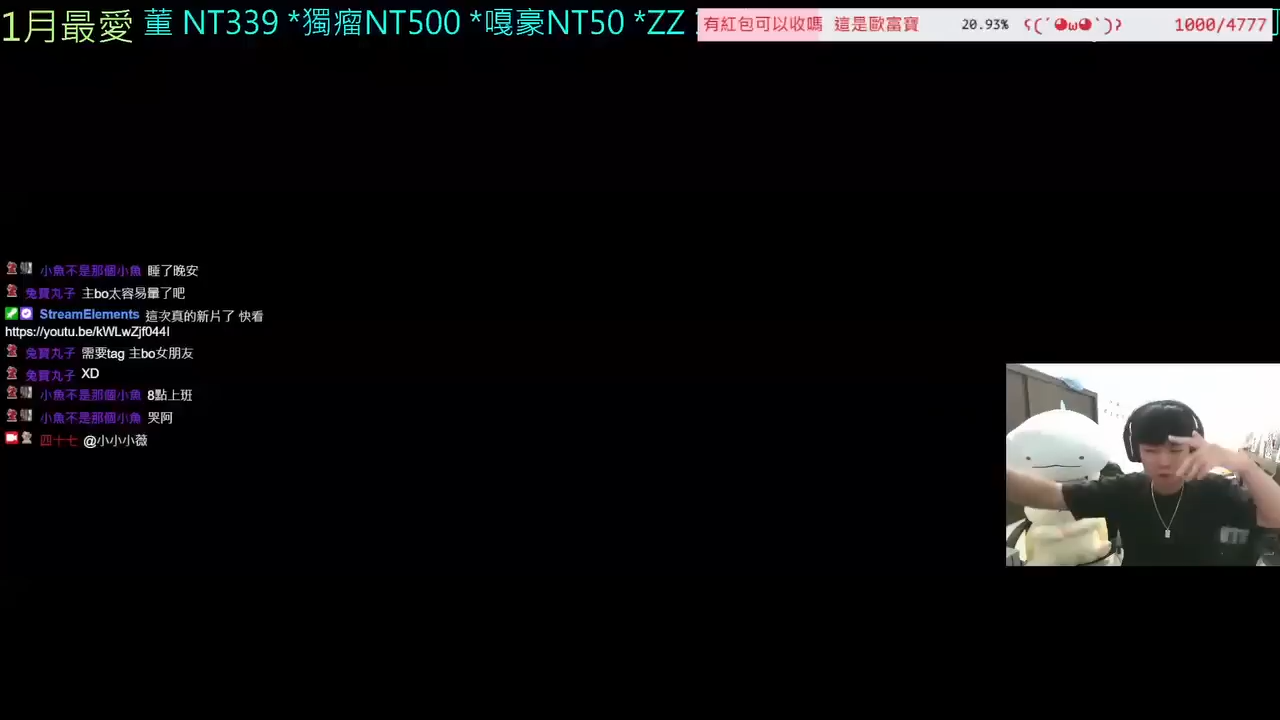 1月最愛 董 NT339 *獨瘤NT500 *嘎豪NT50 *ZZ
有紅包可以收嗎 這是歐富寶 20.93% ʕ(´◕ω◕`)ʔ 1000/4777
小魚不是那個小魚 睡了晚安
兔寶丸子 主bo太容易暈了吧
StreamElements 這次真的新片了 快看
https://youtu.be/kWLwZjf044I
兔寶丸子 需要tag 主bo女朋友
兔寶丸子 XD
小魚不是那個小魚 8點上班
小魚不是那個小魚 哭阿
四十七 @小小小薇